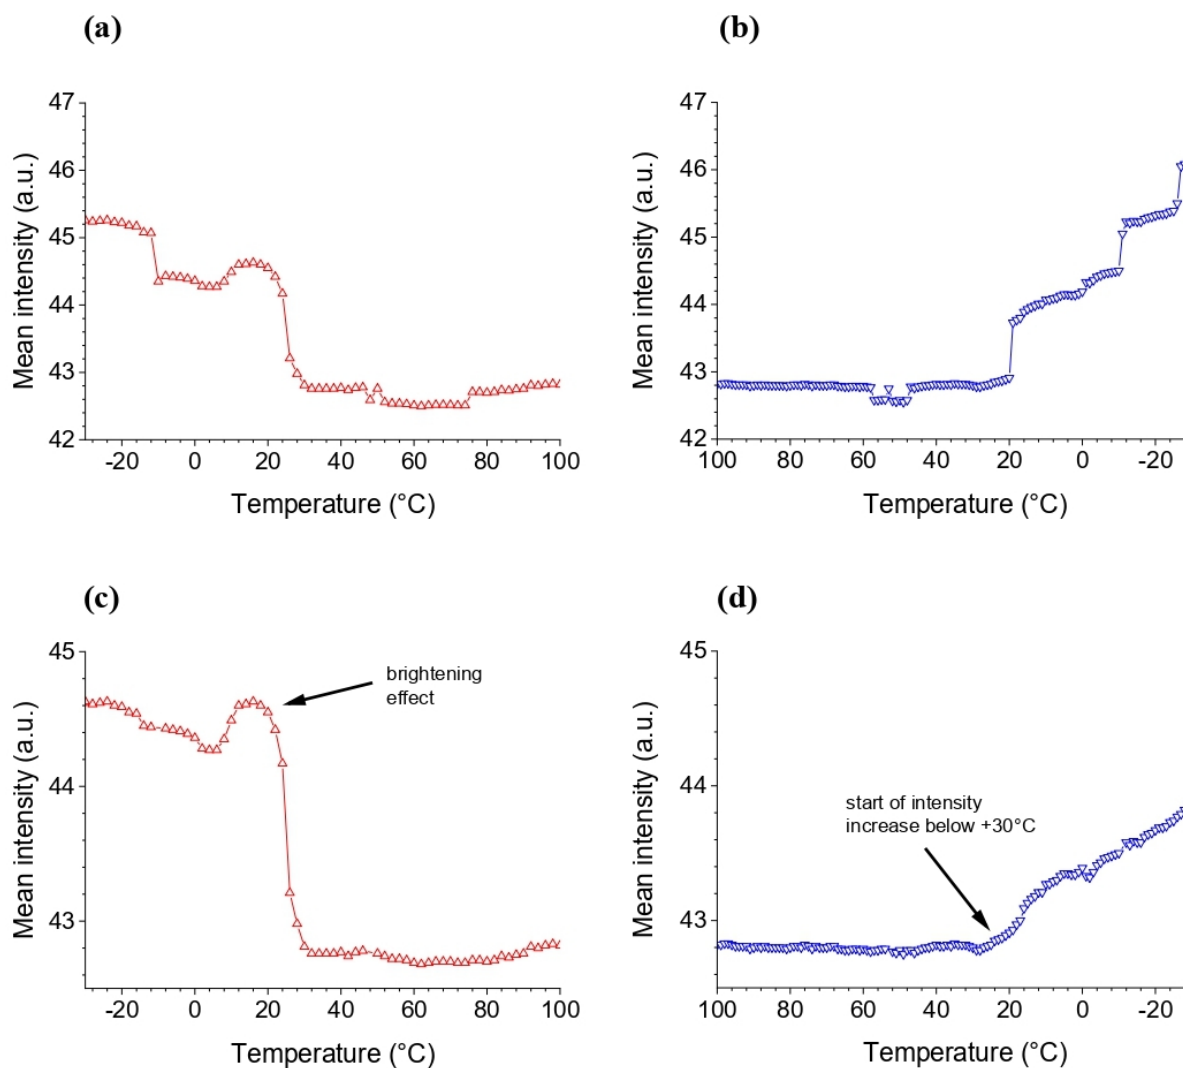 (a)
(b)
47
46
45
44
43
42
Mean intensity (a.u.)
-20 0 20 40 60 80 100
Temperature (°C)
47
46
45
44
43
42
Mean intensity (a.u.)
100 80 60 40 20 0 -20
Temperature (°C)
(c)
(d)
45
44
43
Mean intensity (a.u.)
brightening
effect
-20 0 20 40 60 80 100
Temperature (°C)
45
44
43
Mean intensity (a.u.)
start of intensity
increase below +30°C
100 80 60 40 20 0 -20
Temperature (°C)